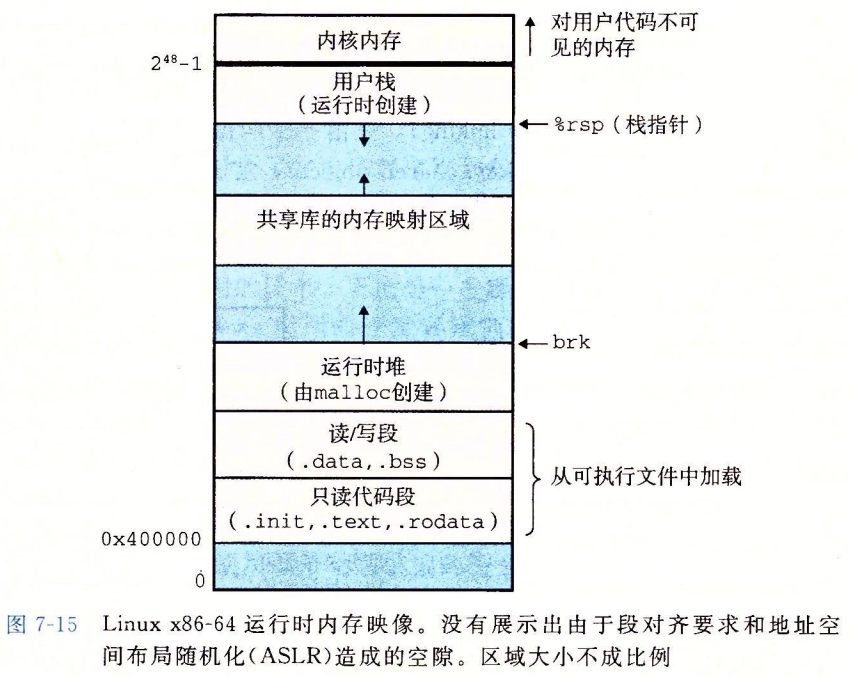 内核内存
对用户代码不可
见的内存
2⁴⁸-1
用户栈
(运行时创建)
%rsp(栈指针)
共享库的内存映射区域
brk
运行时堆
(由malloc创建)
读/写段
(.data,.bss)
从可执行文件中加载
只读代码段
(.init,.text,.rodata)
0x400000
0
图 7-15 Linux x86-64 运行时内存映像。没有展示出由于段对齐要求和地址空
间布局随机化(ASLR)造成的空隙。区域大小不成比例